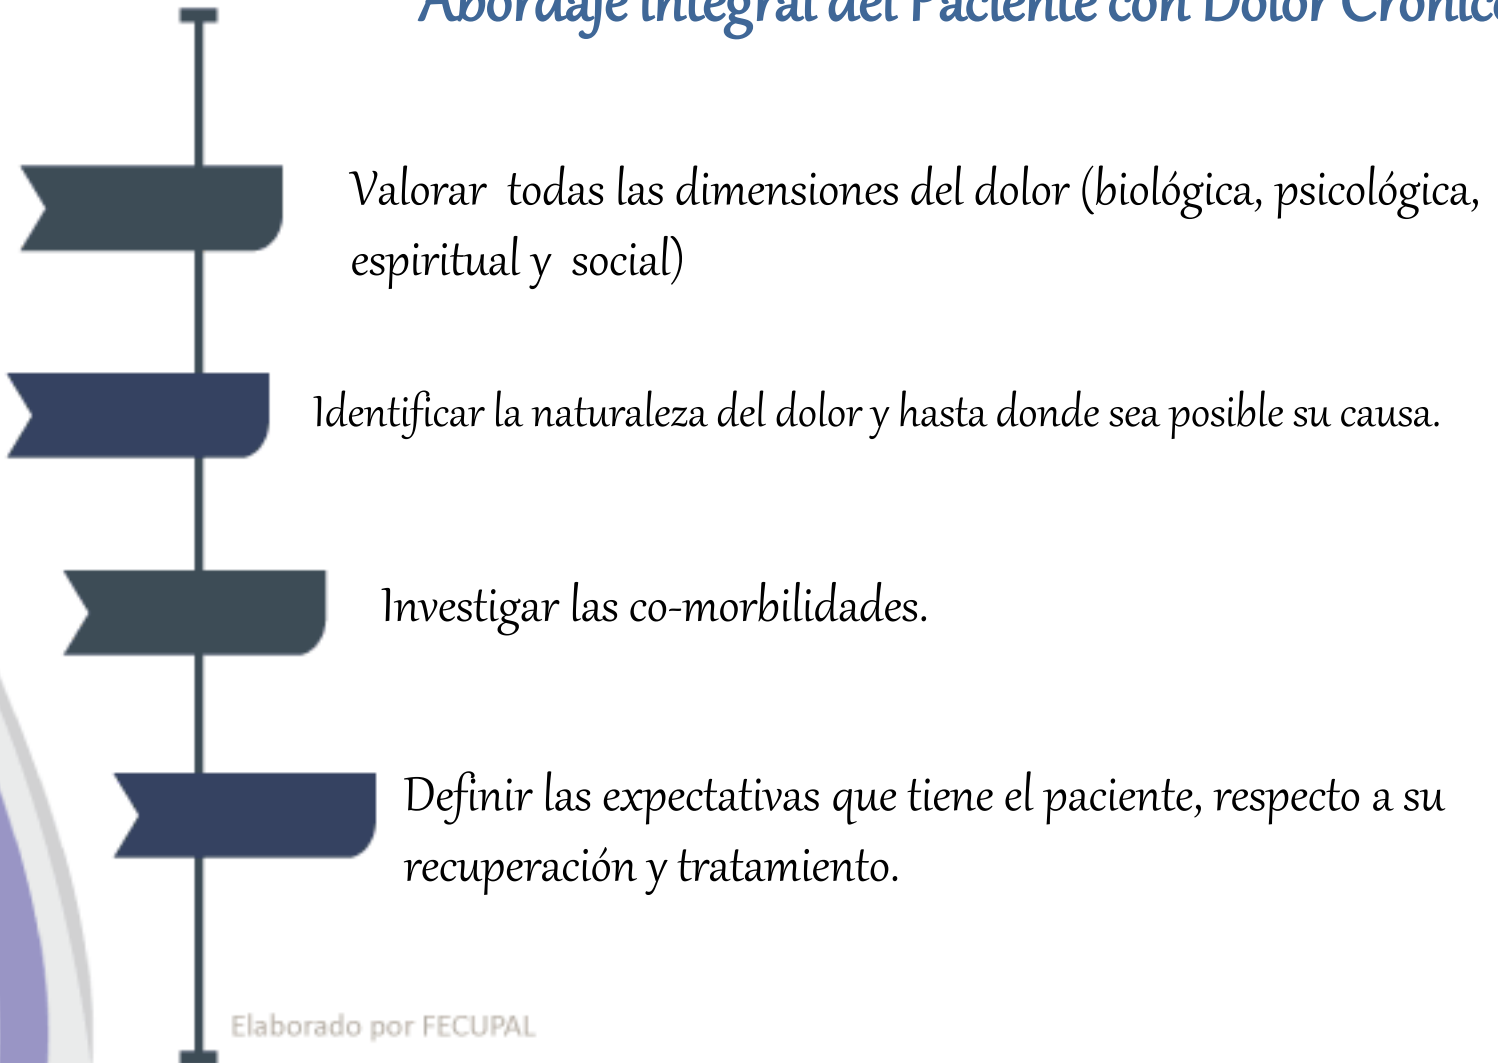 Abordaje Integral del Paciente con Dolor Crónico
Valorar todas las dimensiones del dolor (biológica, psicológica,
espiritual y social)
Identificar la naturaleza del dolor y hasta donde sea posible su causa.
Investigar las co-morbilidades.
Definir las expectativas que tiene el paciente, respecto a su
recuperación y tratamiento.
Elaborado por FECUPAL